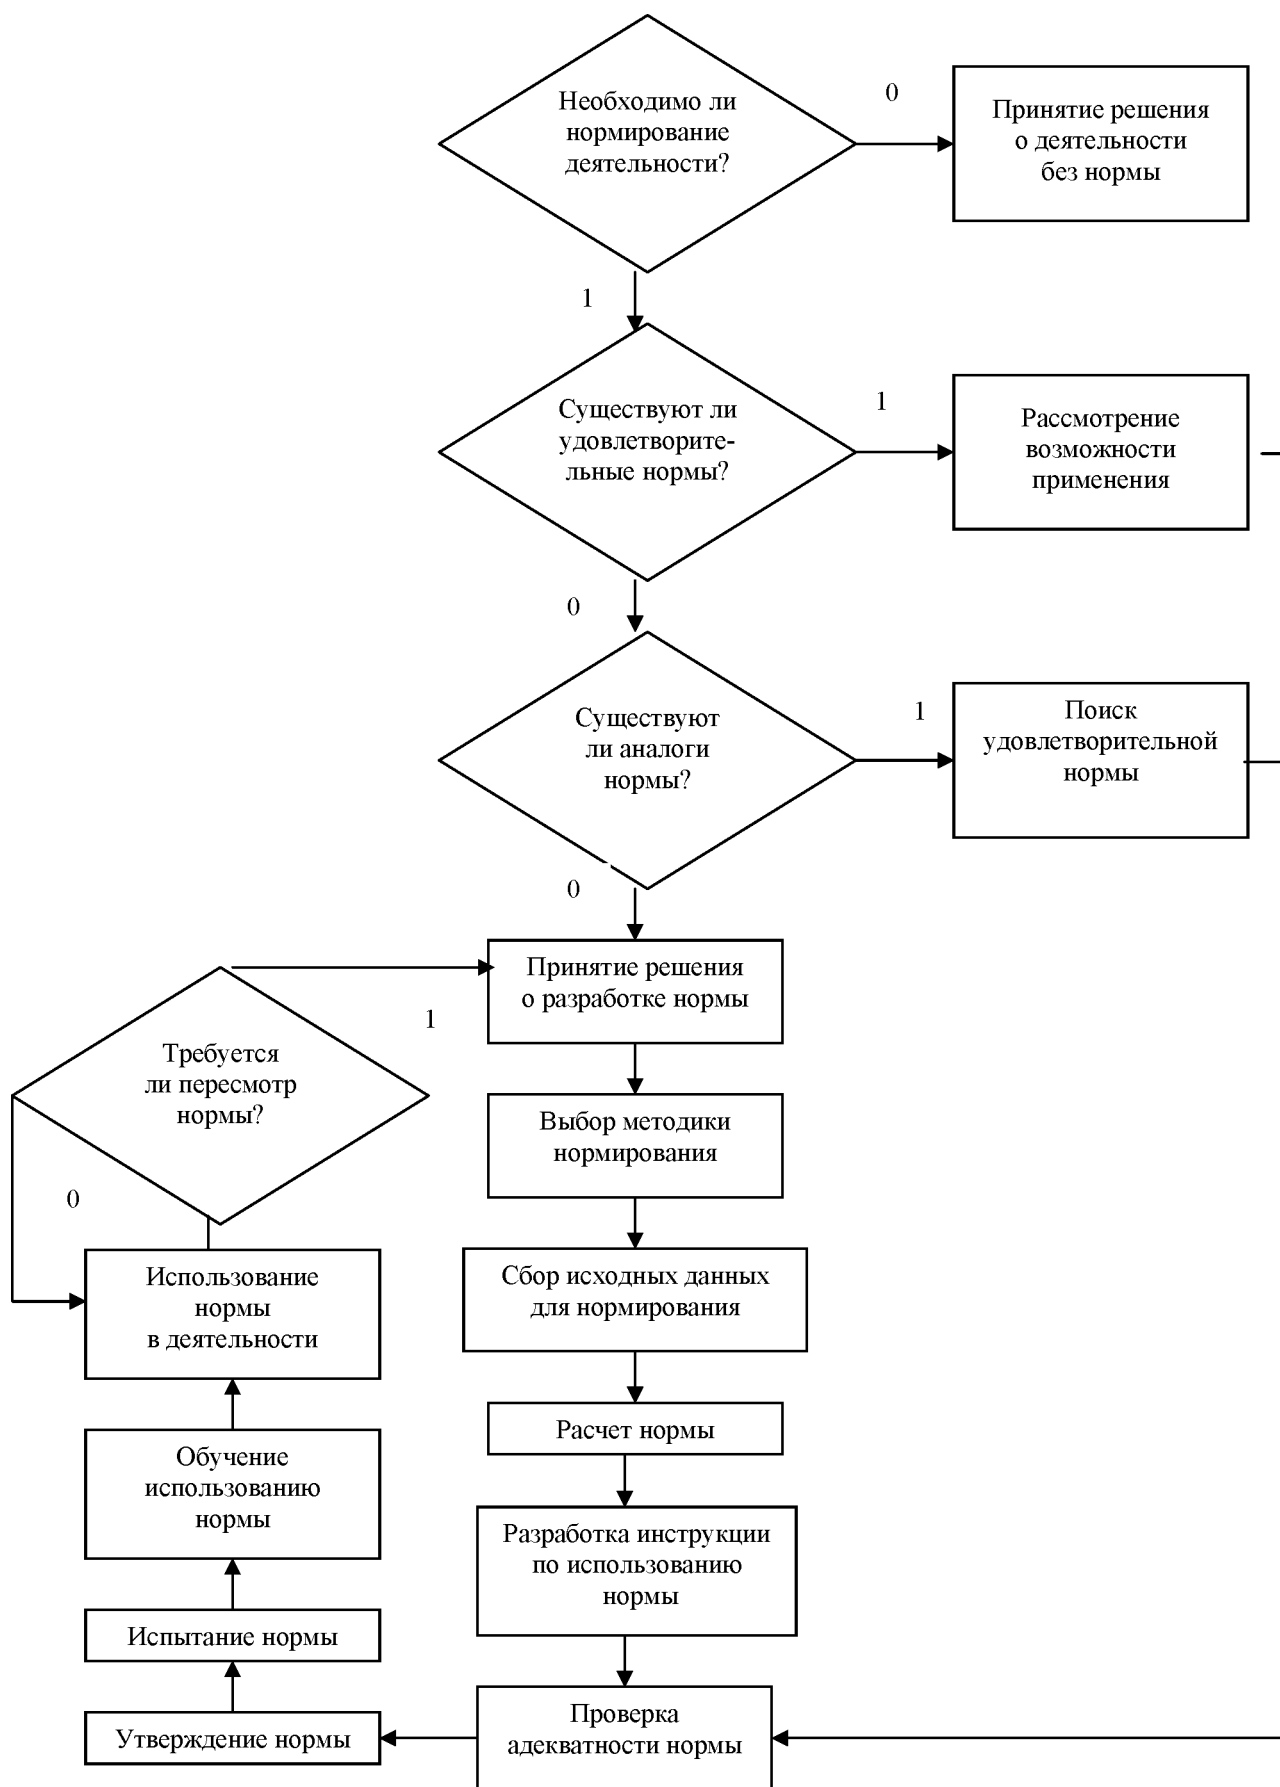 Необходимо ли
нормирование
деятельности?
0
Принятие решения
о деятельности
без нормы
1
Существуют ли
удовлетворите-
льные нормы?
1
Рассмотрение
возможности
применения
0
Существуют
ли аналоги
нормы?
1
Поиск
удовлетворительной
нормы
0
Принятие решения
о разработке нормы
1
Требуется
ли пересмотр
нормы?
0
Выбор методики
нормирования
Сбор исходных данных
для нормирования
Использование
нормы
в деятельности
Расчет нормы
Обучение
использованию
нормы
Разработка инструкции
по использованию
нормы
Испытание нормы
Проверка
адекватности нормы
Утверждение нормы